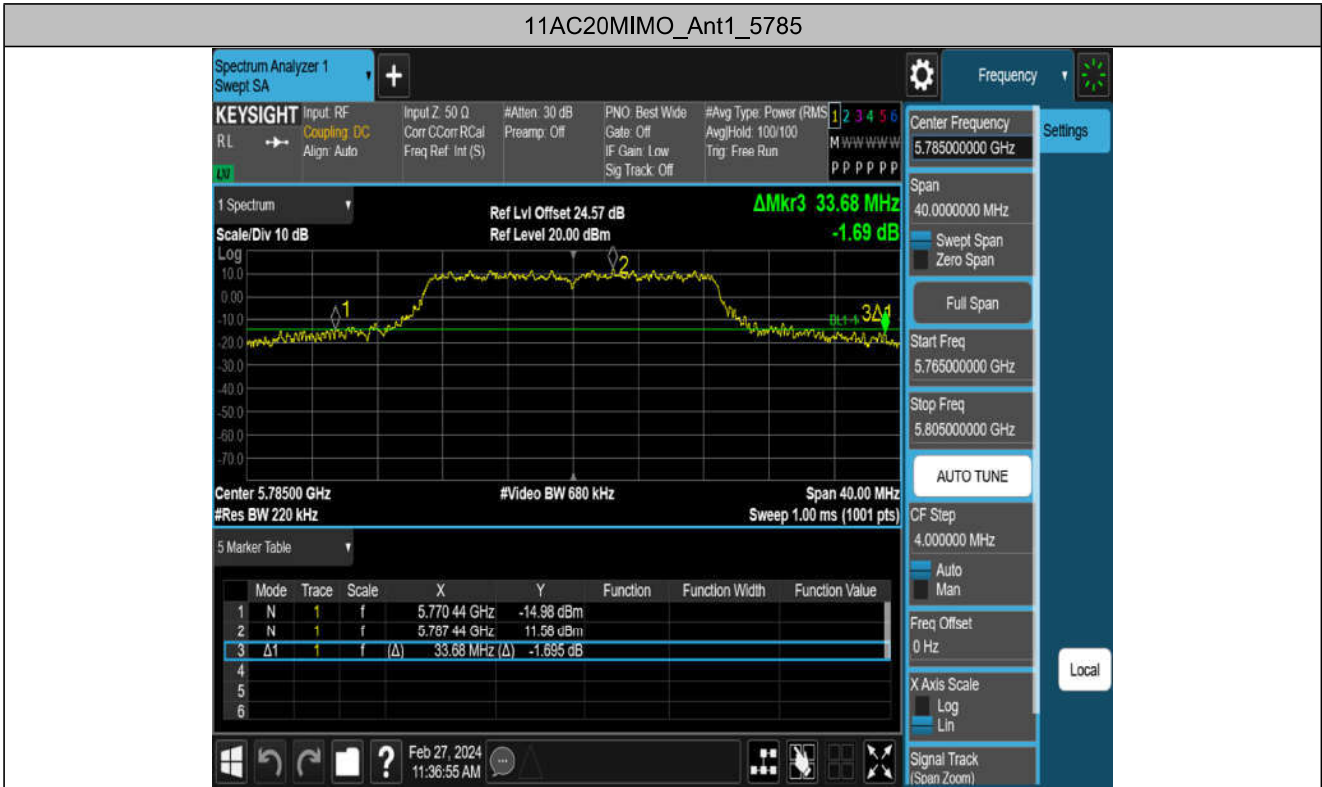 11AC20MIMO_Ant1_5785
Spectrum Analyzer 1
Swept SA
+
Frequency
KEYSIGHT
RL
LXI
Input: RF
Coupling: DC
Align: Auto
Input Z: 50 Ω
Corr CCorr RCal
Freq Ref: Int (S)
#Atten: 30 dB
Preamp: Off
PNO: Best Wide
Gate: Off
IF Gain: Low
Sig Track: Off
#Avg Type: Power (RMS
Avg|Hold: 100/100
Trig: Free Run
1 2 3 4 5 6
M W W W W W
P P P P P P
Center Frequency
5.785000000 GHz
Settings
Span
40.0000000 MHz
Swept Span
Zero Span
Full Span
Start Freq
5.765000000 GHz
Stop Freq
5.805000000 GHz
AUTO TUNE
CF Step
4.000000 MHz
Auto
Man
Freq Offset
0 Hz
X Axis Scale
Log
Lin
Signal Track
(Span Zoom)
Local
1 Spectrum
Scale/Div 10 dB
Ref Lvl Offset 24.57 dB
Ref Level 20.00 dBm
ΔMkr3 33.68 MHz
-1.69 dB
Log
10.0
0.00
-10.0
-20.0
-30.0
-40.0
-50.0
-60.0
-70.0
1
2
3Δ1
Center 5.78500 GHz
#Res BW 220 kHz
#Video BW 680 kHz
Span 40.00 MHz
Sweep 1.00 ms (1001 pts)
5 Marker Table
Mode Trace Scale X Y Function Function Width Function Value
1 N 1 f 5.770 44 GHz -14.98 dBm
2 N 1 f 5.787 44 GHz 11.58 dBm
3 Δ1 1 f (Δ) 33.68 MHz (Δ) -1.695 dB
4
5
6
?
Feb 27, 2024
11:36:55 AM